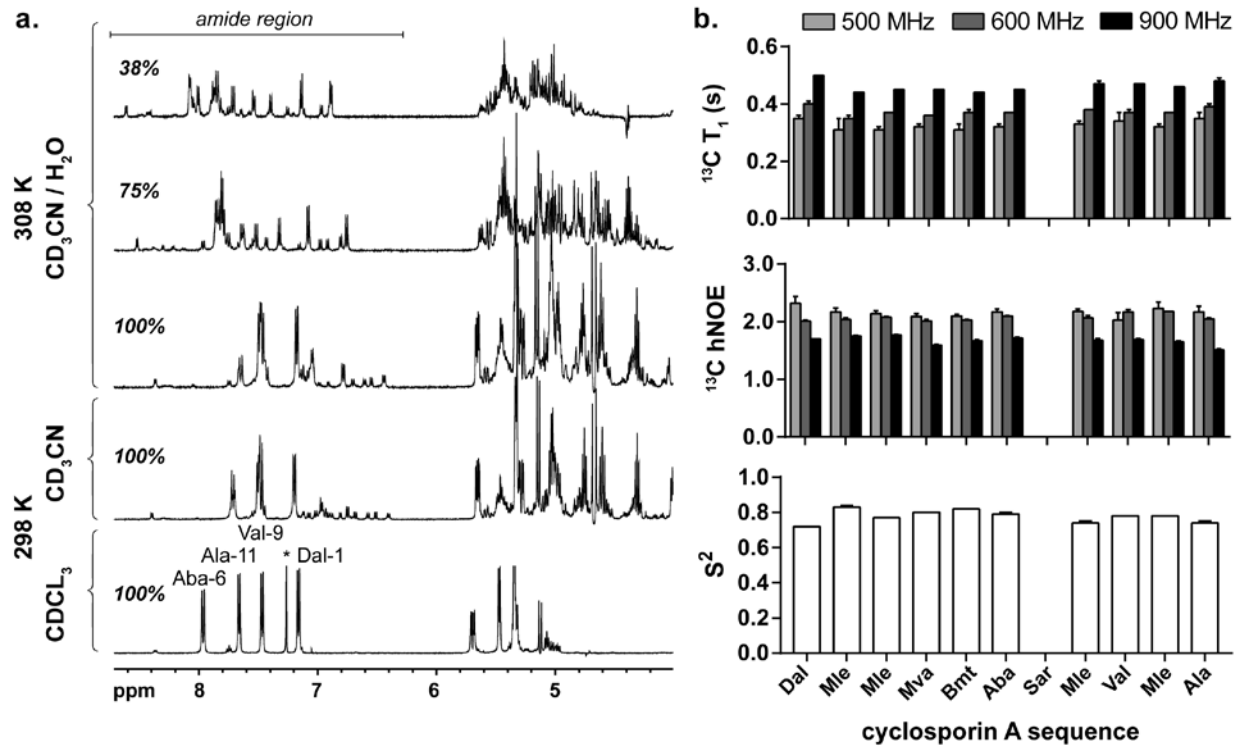 a.
amide region
38%
75%
100%
100%
100%
308 K
CD3CN / H2O
298 K
CD3CN
CDCL3
Val-9
Ala-11 * Dal-1
Aba-6
ppm 8 7 6 5
b.
500 MHz 600 MHz 900 MHz
13C T1 (s)
0.6
0.4
0.2
0.0
13C hNOE
3.0
2.0
1.0
0.0
S2
1.0
0.8
0.6
0.4
0.2
0.0
Dal Mle Mle Mva Bmt Aba Sar Mle Val Mle Ala
cyclosporin A sequence